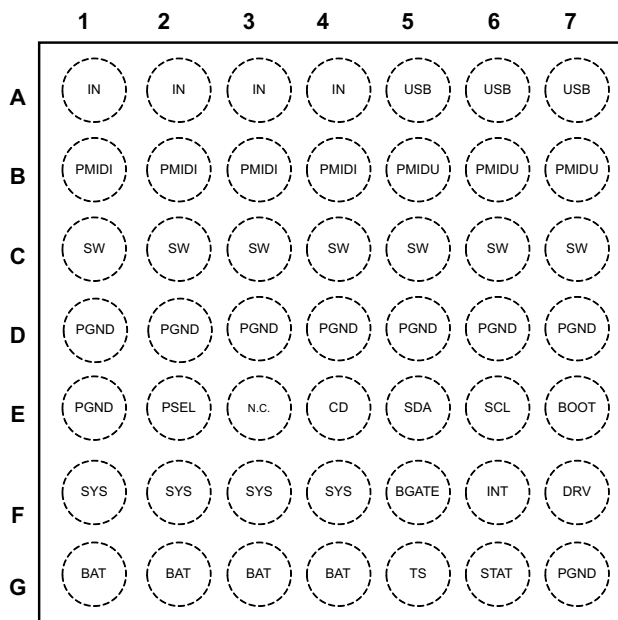 1 2 3 4 5 6 7
A IN IN IN IN USB USB USB
B PMIDI PMIDI PMIDI PMIDI PMIDU PMIDU PMIDU
C SW SW SW SW SW SW SW
D PGND PGND PGND PGND PGND PGND PGND
E PGND PSEL N.C. CD SDA SCL BOOT
F SYS SYS SYS SYS BGATE INT DRV
G BAT BAT BAT BAT TS STAT PGND